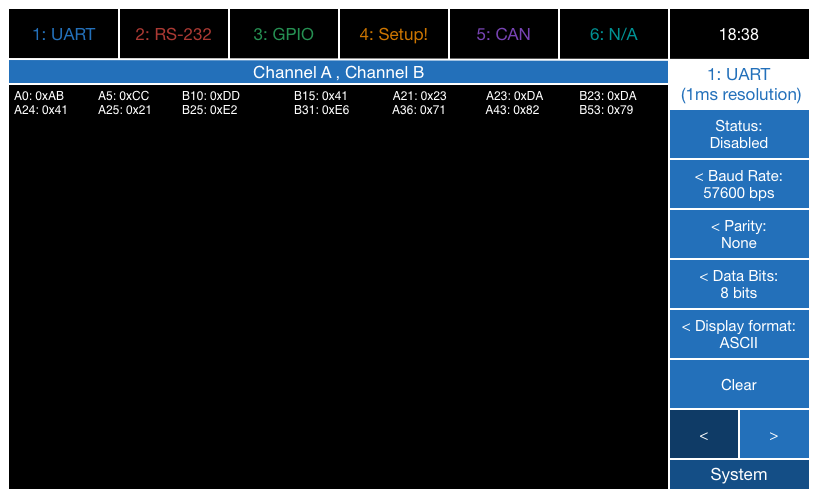 1: UART 2: RS-232 3: GPIO 4: Setup! 5: CAN 6: N/A 18:38
Channel A , Channel B
A0: 0xAB A5: 0xCC B10: 0xDD B15: 0x41 A21: 0x23 A23: 0xDA B23: 0xDA
A24: 0x41 A25: 0x21 B25: 0xE2 B31: 0xE6 A36: 0x71 A43: 0x82 B53: 0x79
1: UART
(1ms resolution)
Status:
Disabled
< Baud Rate:
57600 bps
< Parity:
None
< Data Bits:
8 bits
< Display format:
ASCII
Clear
< >
System